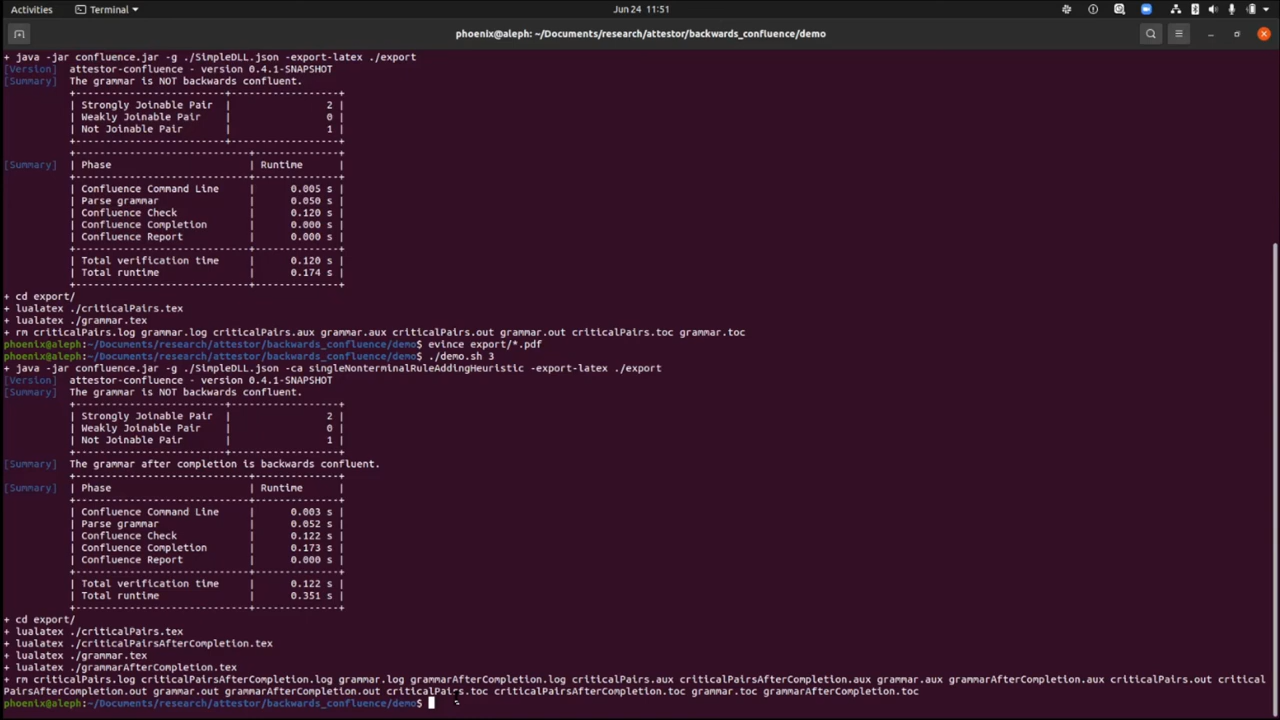 Activities Terminal Jun 24 11:51
phoenix@aleph: ~/Documents/research/attestor/backwards_confluence/demo
+ java -jar confluence.jar -g ./SimpleDLL.json -export-latex ./export
[Version] attestor-confluence - version 0.4.1-SNAPSHOT
[Summary] The grammar is NOT backwards confluent.
+--------------------------+------------------+
| Strongly Joinable Pair | 2 |
| Weakly Joinable Pair | 0 |
| Not Joinable Pair | 1 |
+--------------------------+------------------+
+-----------------------------+---------------+
[Summary] | Phase | Runtime |
+-----------------------------+---------------+
| Confluence Command Line | 0.005 s |
| Parse grammar | 0.050 s |
| Confluence Check | 0.120 s |
| Confluence Completion | 0.000 s |
| Confluence Report | 0.000 s |
+-----------------------------+---------------+
| Total verification time | 0.120 s |
| Total runtime | 0.174 s |
+-----------------------------+---------------+
+ cd export/
+ lualatex ./criticalPairs.tex
+ lualatex ./grammar.tex
+ rm criticalPairs.log grammar.log criticalPairs.aux grammar.aux criticalPairs.out grammar.out criticalPairs.toc grammar.toc
phoenix@aleph:~/Documents/research/attestor/backwards_confluence/demo$ evince export/*.pdf
phoenix@aleph:~/Documents/research/attestor/backwards_confluence/demo$ ./demo.sh 3
+ java -jar confluence.jar -g ./SimpleDLL.json -ca singleNonterminalRuleAddingHeuristic -export-latex ./export
[Version] attestor-confluence - version 0.4.1-SNAPSHOT
[Summary] The grammar is NOT backwards confluent.
+--------------------------+------------------+
| Strongly Joinable Pair | 2 |
| Weakly Joinable Pair | 0 |
| Not Joinable Pair | 1 |
+--------------------------+------------------+
[Summary] The grammar after completion is backwards confluent.
+-----------------------------+---------------+
[Summary] | Phase | Runtime |
+-----------------------------+---------------+
| Confluence Command Line | 0.003 s |
| Parse grammar | 0.052 s |
| Confluence Check | 0.122 s |
| Confluence Completion | 0.173 s |
| Confluence Report | 0.000 s |
+-----------------------------+---------------+
| Total verification time | 0.122 s |
| Total runtime | 0.351 s |
+-----------------------------+---------------+
+ cd export/
+ lualatex ./criticalPairs.tex
+ lualatex ./criticalPairsAfterCompletion.tex
+ lualatex ./grammar.tex
+ lualatex ./grammarAfterCompletion.tex
+ rm criticalPairs.log criticalPairsAfterCompletion.log grammar.log grammarAfterCompletion.log criticalPairs.aux criticalPairsAfterCompletion.aux grammar.aux grammarAfterCompletion.aux criticalPairs.out critical
PairsAfterCompletion.out grammar.out grammarAfterCompletion.out criticalPairs.toc criticalPairsAfterCompletion.toc grammar.toc grammarAfterCompletion.toc
phoenix@aleph:~/Documents/research/attestor/backwards_confluence/demo$